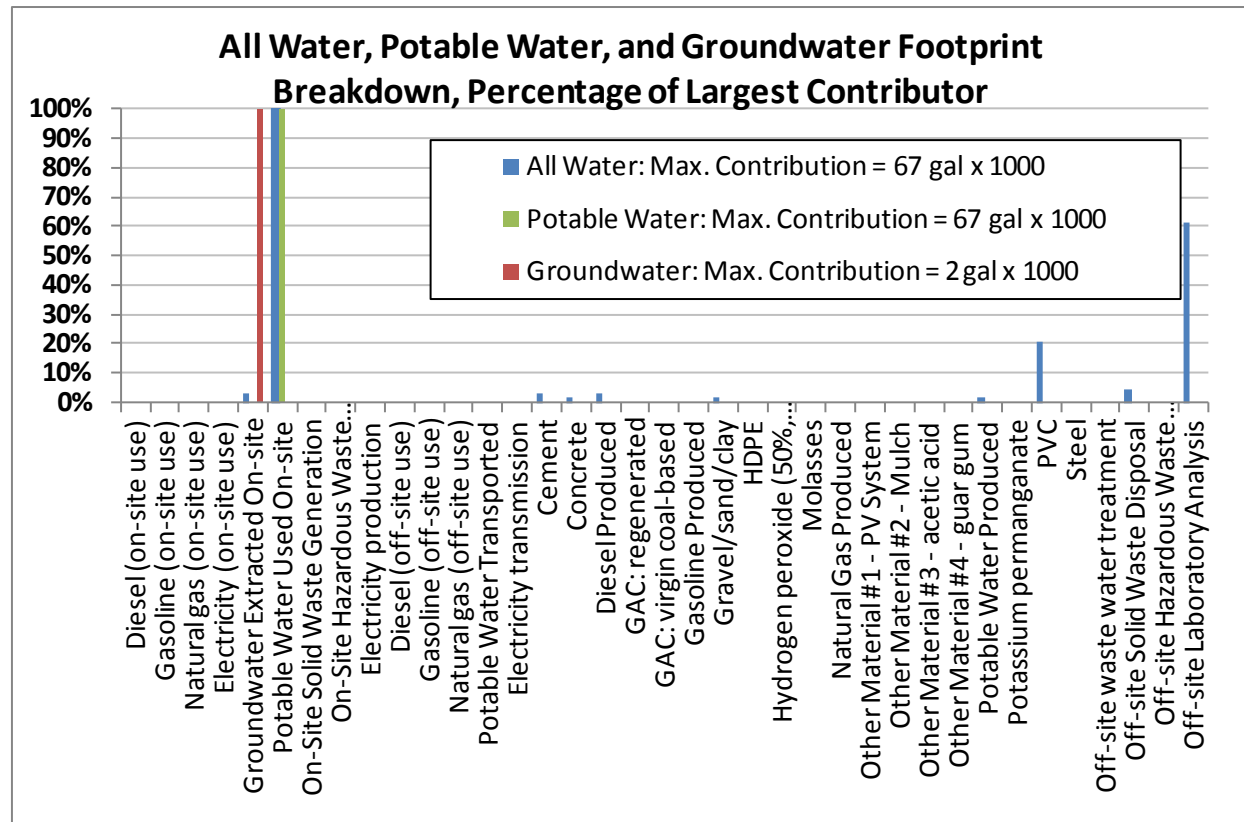 All Water, Potable Water, and Groundwater Footprint
Breakdown, Percentage of Largest Contributor
100%
90%
80%
70%
60%
50%
40%
30%
20%
10%
0%
All Water: Max. Contribution = 67 gal x 1000
Potable Water: Max. Contribution = 67 gal x 1000
Groundwater: Max. Contribution = 2 gal x 1000
Diesel (on-site use)
Gasoline (on-site use)
Natural gas (on-site use)
Electricity (on-site use)
Groundwater Extracted On-site
Potable Water Used On-site
On-Site Solid Waste Generation
On-Site Hazardous Waste...
Electricity production
Diesel (off-site use)
Gasoline (off-site use)
Natural gas (off-site use)
Potable Water Transported
Electricity transmission
Cement
Concrete
Diesel Produced
GAC: regenerated
GAC: virgin coal-based
Gasoline Produced
Gravel/sand/clay
HDPE
Hydrogen peroxide (50%,...
Molasses
Natural Gas Produced
Other Material #1 - PV System
Other Material #2 - Mulch
Other Material #3 - acetic acid
Other Material #4 - guar gum
Potable Water Produced
Potassium permanganate
PVC
Steel
Off-site waste water treatment
Off-site Solid Waste Disposal
Off-site Hazardous Waste...
Off-site Laboratory Analysis